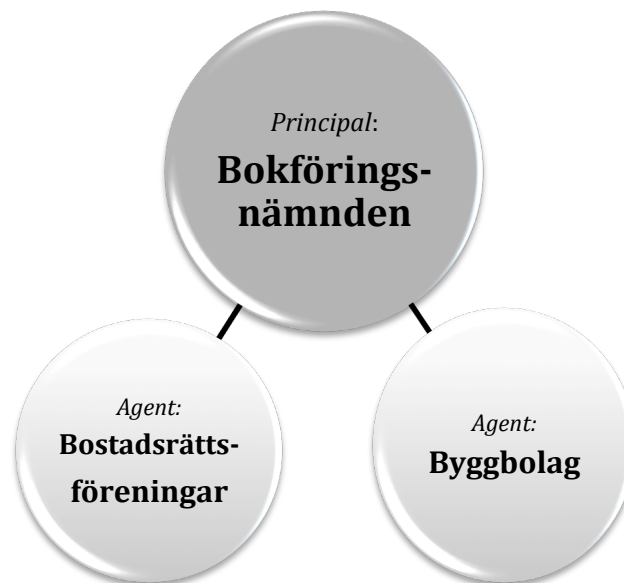 Principal:
Bokförings-
nämnden
Agent:
Bostadsrätts-
föreningar
Agent:
Byggbolag